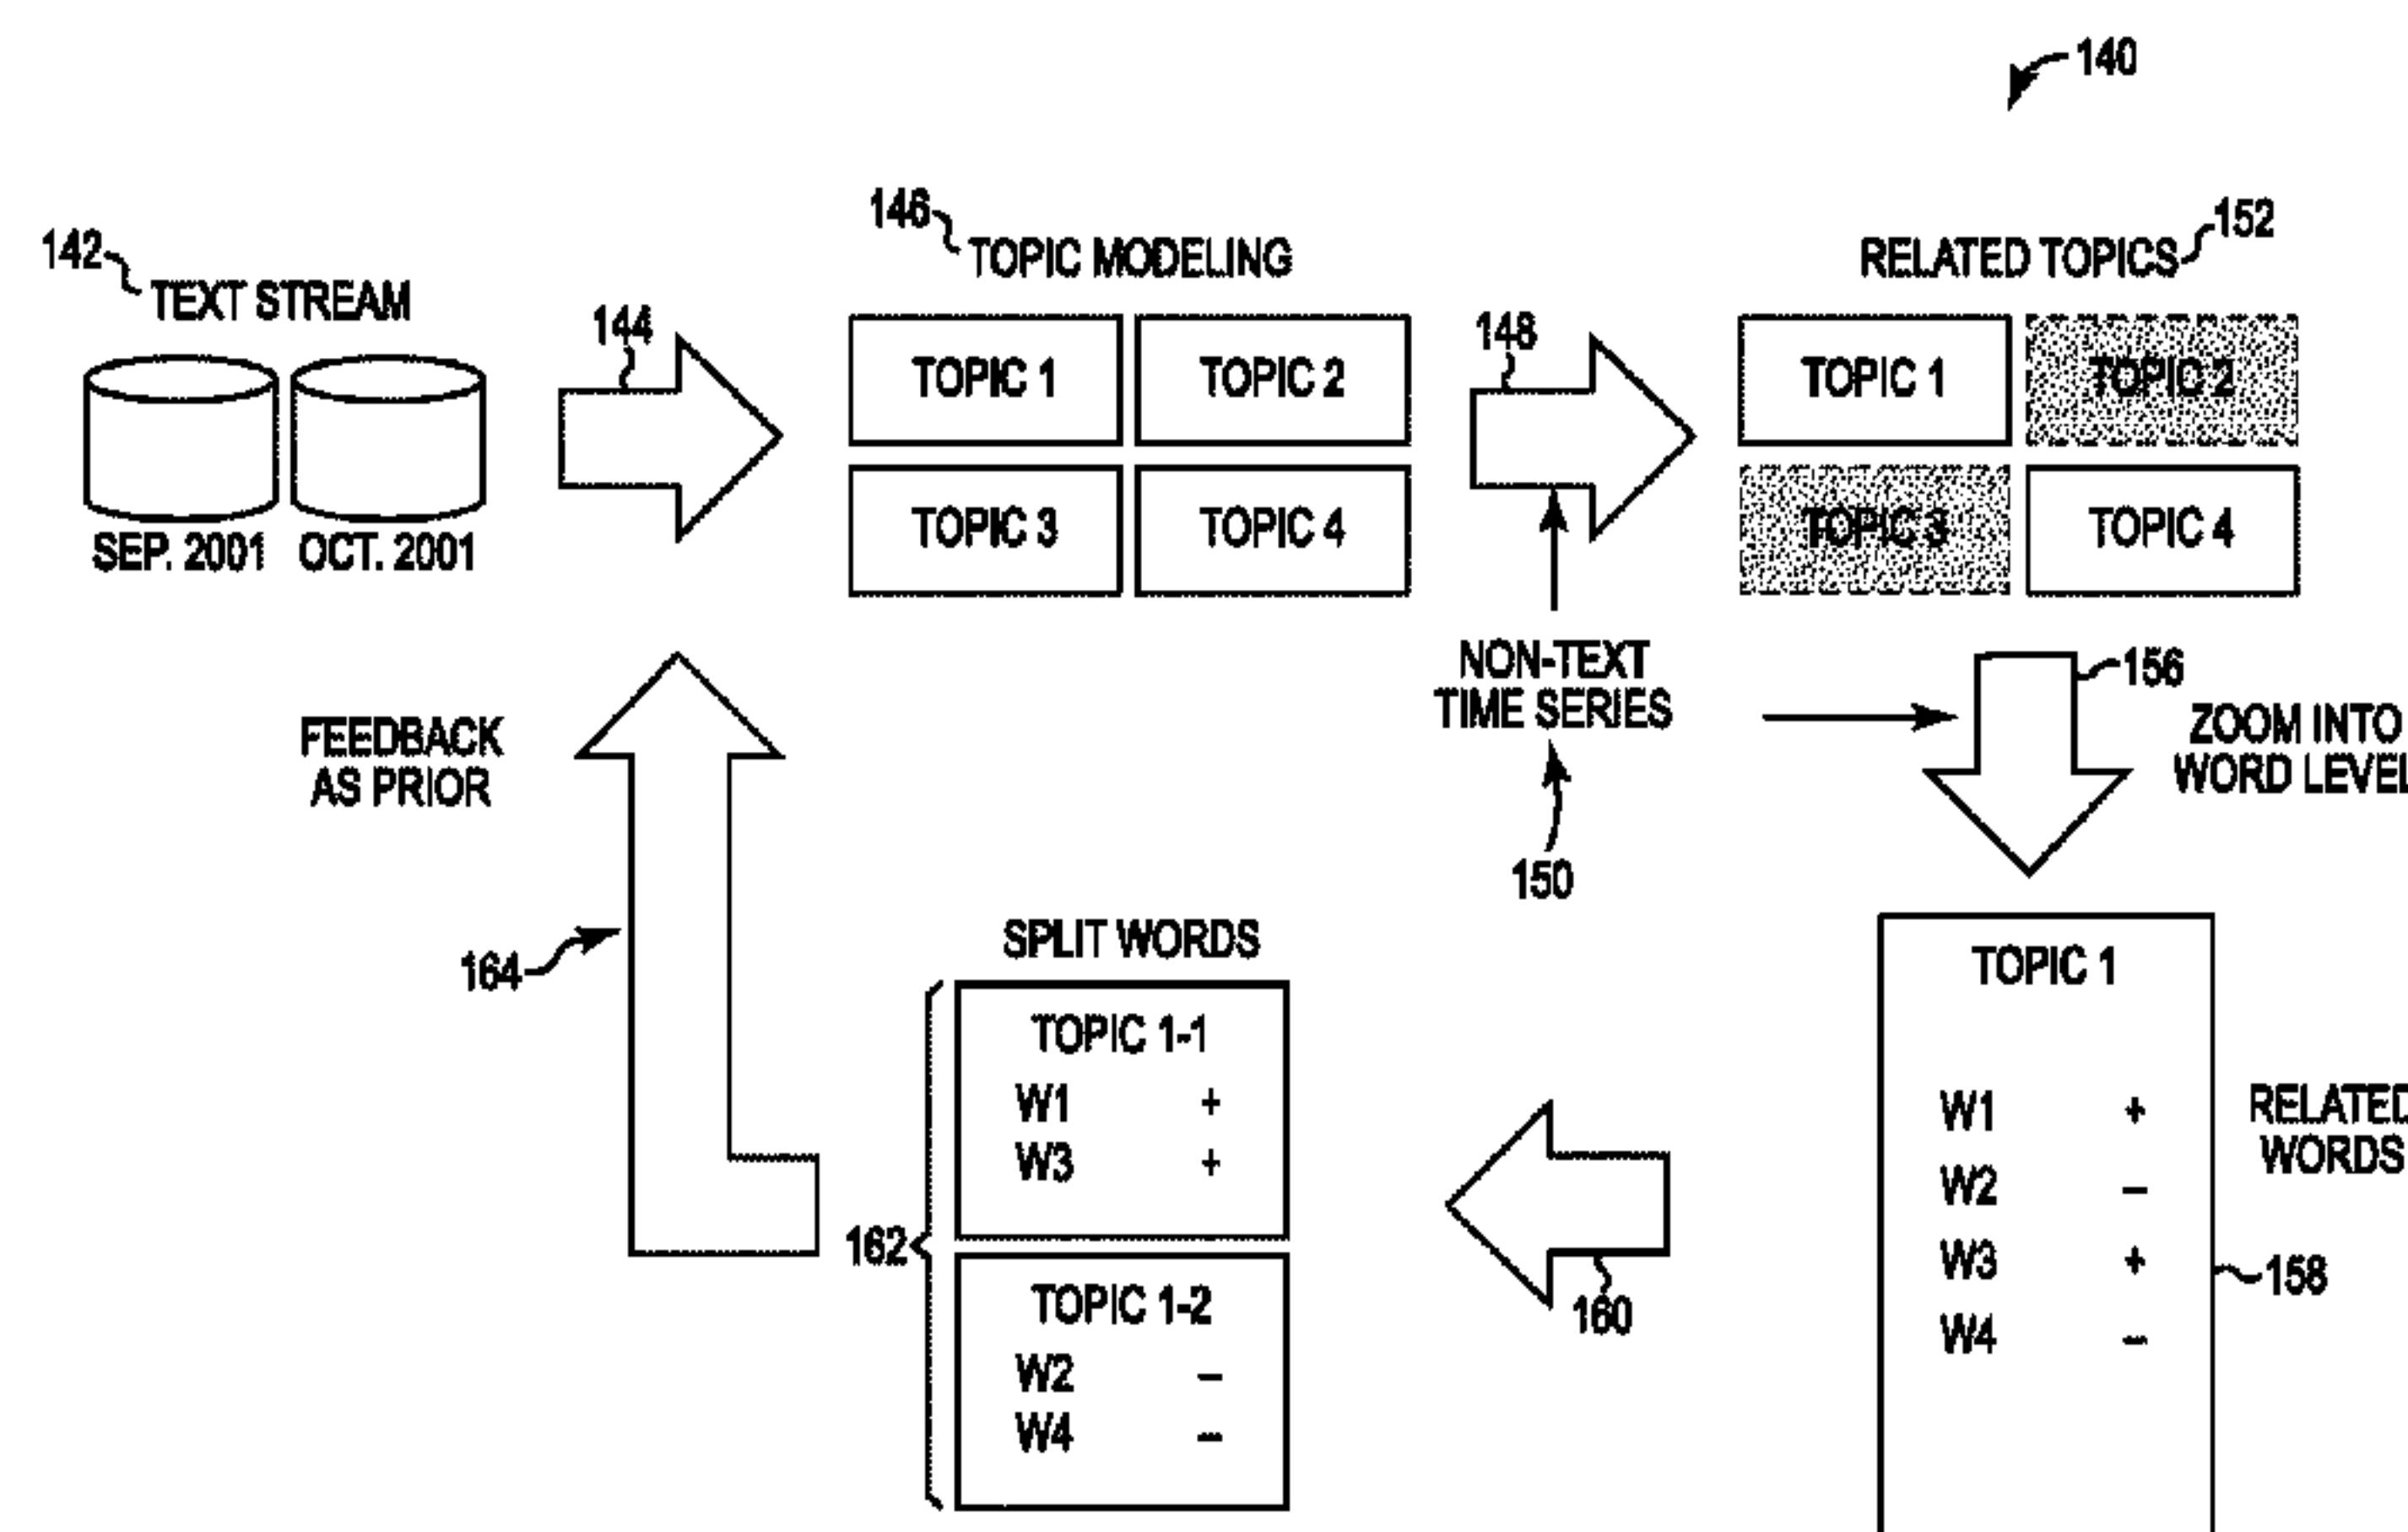 140
142
TEXT STREAM
SEP. 2001 OCT. 2001
144
146
TOPIC MODELING
TOPIC 1 TOPIC 2
TOPIC 3 TOPIC 4
148
RELATED TOPICS
152
TOPIC 1 TOPIC 2
TOPIC 3 TOPIC 4
NON-TEXT
TIME SERIES
150
156
ZOOM INTO
WORD LEVEL
TOPIC 1
W1 +
W2 –
W3 +
W4 –
RELATED
WORDS
158
160
SPLIT WORDS
TOPIC 1-1
W1 +
W3 +
162
TOPIC 1-2
W2 –
W4 –
FEEDBACK
AS PRIOR
164